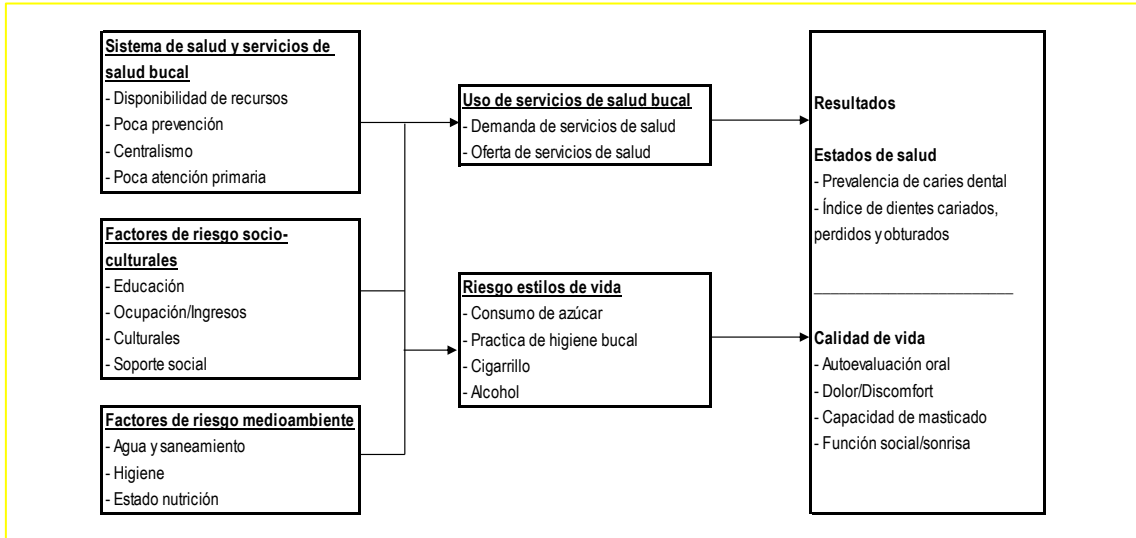 Sistema de salud y servicios de
salud bucal
- Disponibilidad de recursos
- Poca prevención
- Centralismo
- Poca atención primaria
Factores de riesgo socio-
culturales
- Educación
- Ocupación/Ingresos
- Culturales
- Soporte social
Factores de riesgo medioambiente
- Agua y saneamiento
- Higiene
- Estado nutrición
Uso de servicios de salud bucal
- Demanda de servicios de salud
- Oferta de servicios de salud
Riesgo estilos de vida
- Consumo de azúcar
- Practica de higiene bucal
- Cigarrillo
- Alcohol
Resultados
Estados de salud
- Prevalencia de caries dental
- Índice de dientes cariados,
perdidos y obturados
Calidad de vida
- Autoevaluación oral
- Dolor/Discomfort
- Capacidad de masticado
- Función social/sonrisa